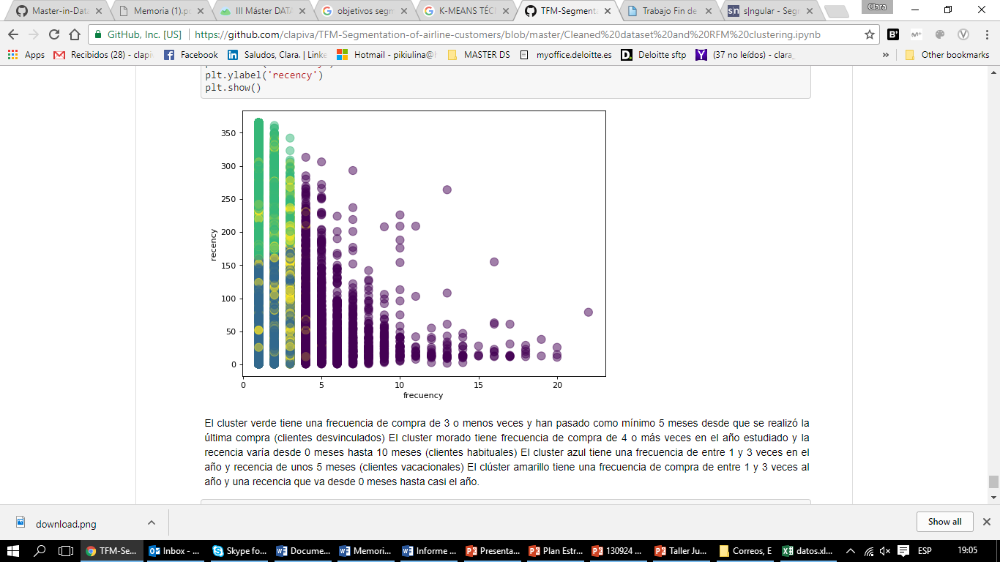 Master-in-Data
Memoria (1).pd
III Máster DATA
objetivos segm
K-MEANS TÉC
TFM-Segmenta
Trabajo Fin de
s|ngular - Segm
Clara
GitHub, Inc. [US] | https://github.com/clapiva/TFM-Segmentation-of-airline-customers/blob/master/Cleaned%20dataset%20and%20RFM%20clustering.ipynb
Apps Recibidos (28) - clapiv Facebook Saludos, Clara. | Linke Hotmail - pikiulina@h MASTER DS myoffice.deloitte.es Deloitte sftp (37 no leídos) - clara_ » Other bookmarks
plt.ylabel('recency')
plt.show()
350
300
250
200
150
100
50
0
recency
0 5 10 15 20
frecuency
El cluster verde tiene una frecuencia de compra de 3 o menos veces y han pasado como mínimo 5 meses desde que se realizó la
última compra (clientes desvinculados) El cluster morado tiene frecuencia de compra de 4 o más veces en el año estudiado y la
recencia varía desde 0 meses hasta 10 meses (clientes habituales) El cluster azul tiene una frecuencia de entre 1 y 3 veces en el
año y recencia de unos 5 meses (clientes vacacionales) El clúster amarillo tiene una frecuencia de compra de entre 1 y 3 veces al
año y una recencia que va desde 0 meses hasta casi el año.
download.png
Show all
TFM-Se... Inbox - ... Skype fo... Docume... Memori... Informe ... Presenta... Plan Estr... 130924 ... Taller Ju... Correos, E datos.xl... ESP 19:05